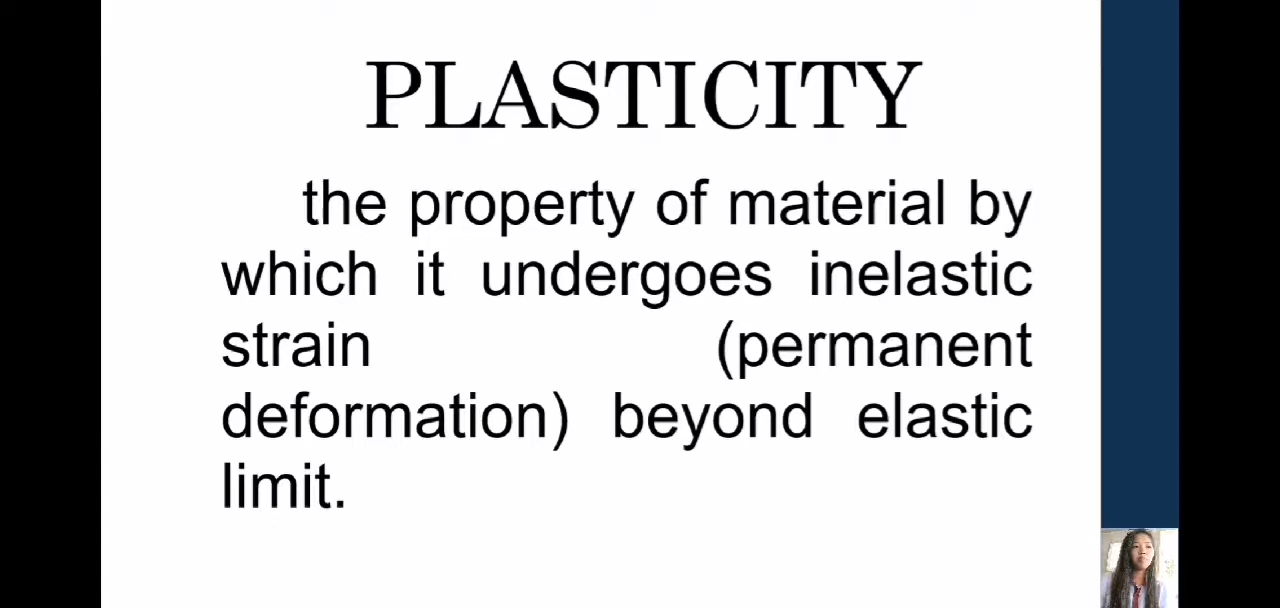 PLASTICITY
the property of material by
which it undergoes inelastic
strain (permanent
deformation) beyond elastic
limit.